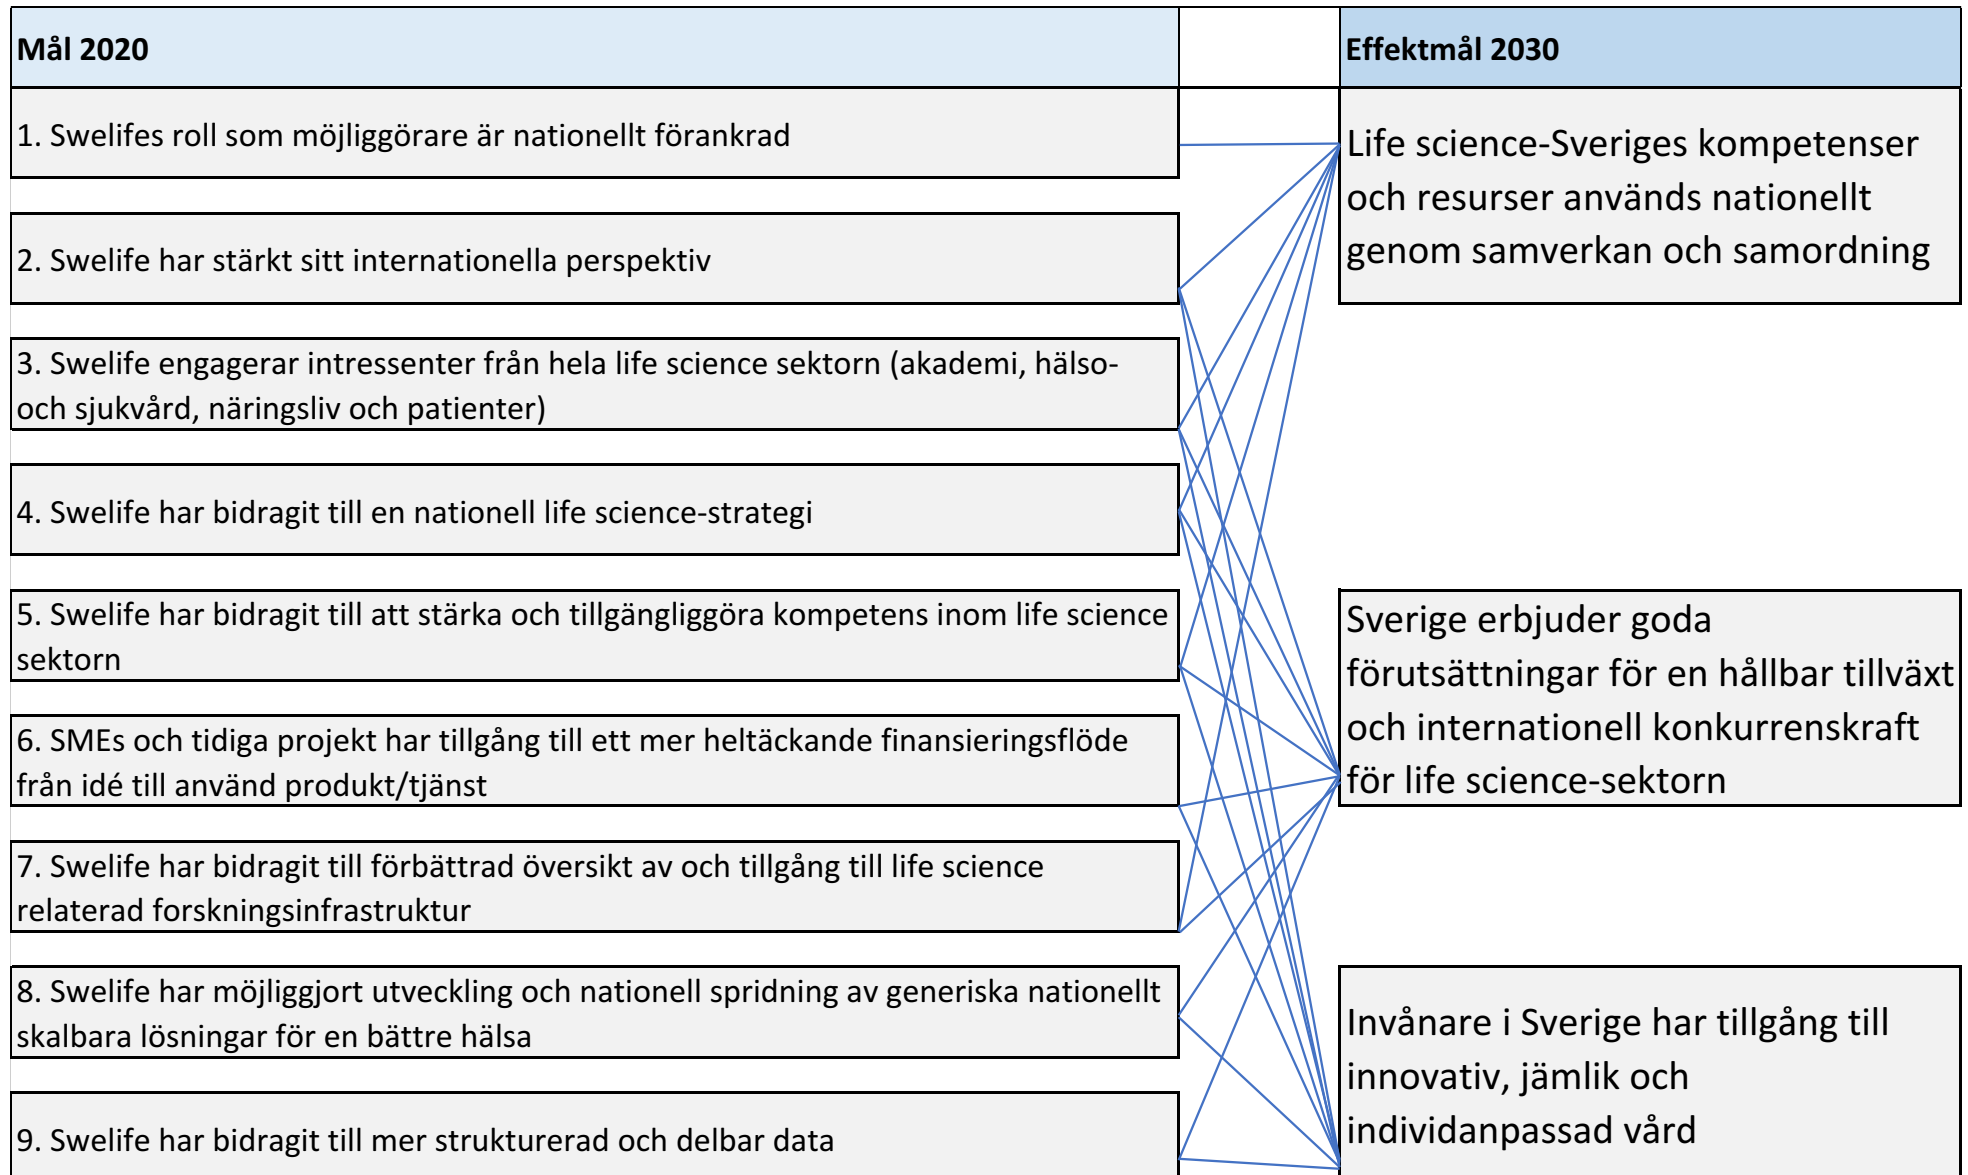 Mål 2020
Effektmål 2030
1. Swelifes roll som möjliggörare är nationellt förankrad
2. Swelife har stärkt sitt internationella perspektiv
3. Swelife engagerar intressenter från hela life science sektorn (akademi, hälso-
och sjukvård, näringsliv och patienter)
4. Swelife har bidragit till en nationell life science-strategi
5. Swelife har bidragit till att stärka och tillgängliggöra kompetens inom life science
sektorn
6. SMEs och tidiga projekt har tillgång till ett mer heltäckande finansieringsflöde
från idé till använd produkt/tjänst
7. Swelife har bidragit till förbättrad översikt av och tillgång till life science
relaterad forskningsinfrastruktur
8. Swelife har möjliggjort utveckling och nationell spridning av generiska nationellt
skalbara lösningar för en bättre hälsa
9. Swelife har bidragit till mer strukturerad och delbar data
Life science-Sveriges kompetenser
och resurser används nationellt
genom samverkan och samordning
Sverige erbjuder goda
förutsättningar för en hållbar tillväxt
och internationell konkurrenskraft
för life science-sektorn
Invånare i Sverige har tillgång till
innovativ, jämlik och
individanpassad vård